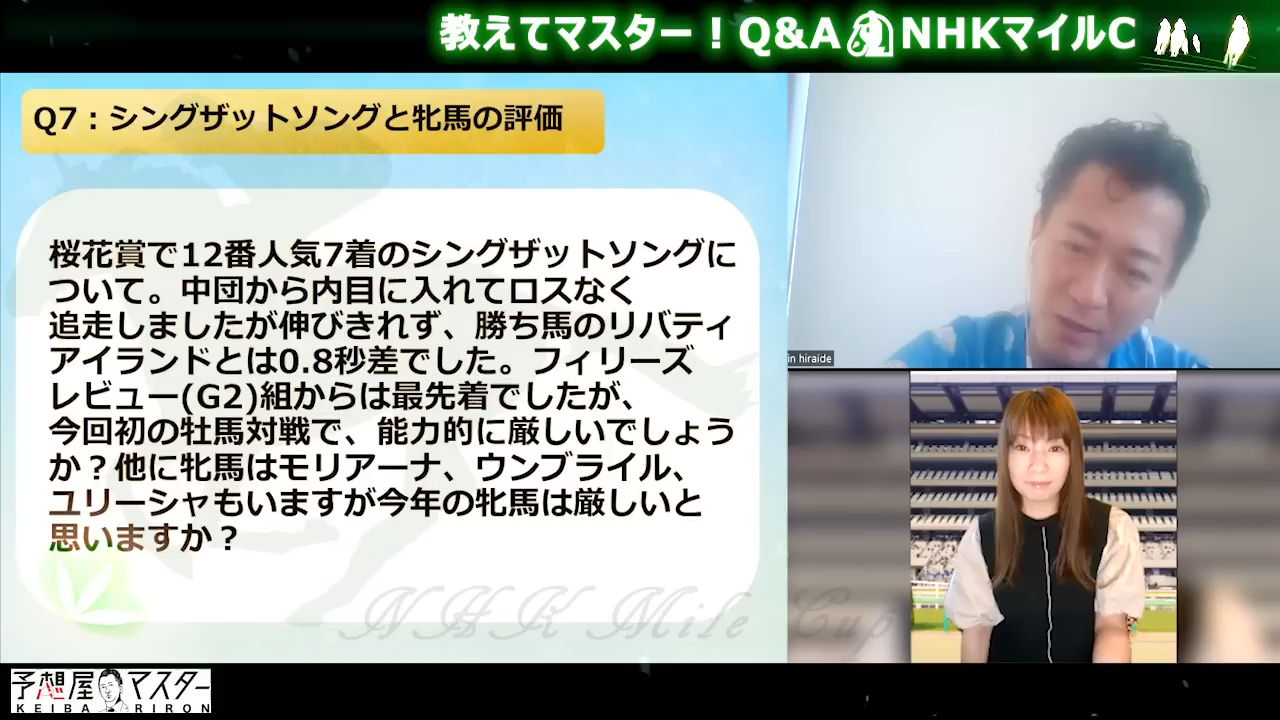 教えてマスター！Q&A NHKマイルC
Q7：シングザットソングと牝馬の評価
桜花賞で12番人気7着のシングザットソングに
ついて。中団から内目に入れてロスなく
追走しましたが伸びきれず、勝ち馬のリバティ
アイランドとは0.8秒差でした。フィリーズ
レビュー(G2)組からは最先着でしたが、
今回初の牡馬対戦で、能力的に厳しいでしょう
か？他に牝馬はモリアーナ、ウンブライル、
ユリーシャもいますが今年の牝馬は厳しいと
思いますか？
in hiraide
NHK Mile Cup
予想屋マスター
KEIBA RIRON